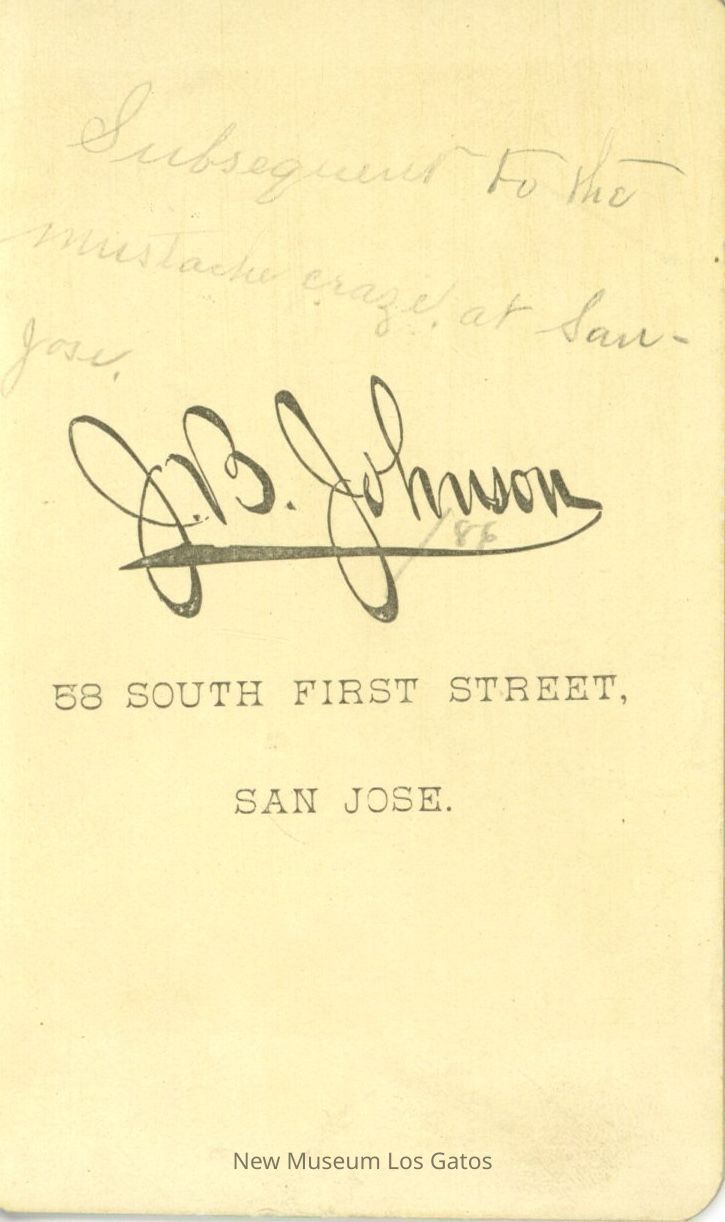 Subsequent to the
mustache craze, at San-
Jose.
J.B. Johnson
/86
58 SOUTH FIRST STREET,
SAN JOSE.
New Museum Los Gatos